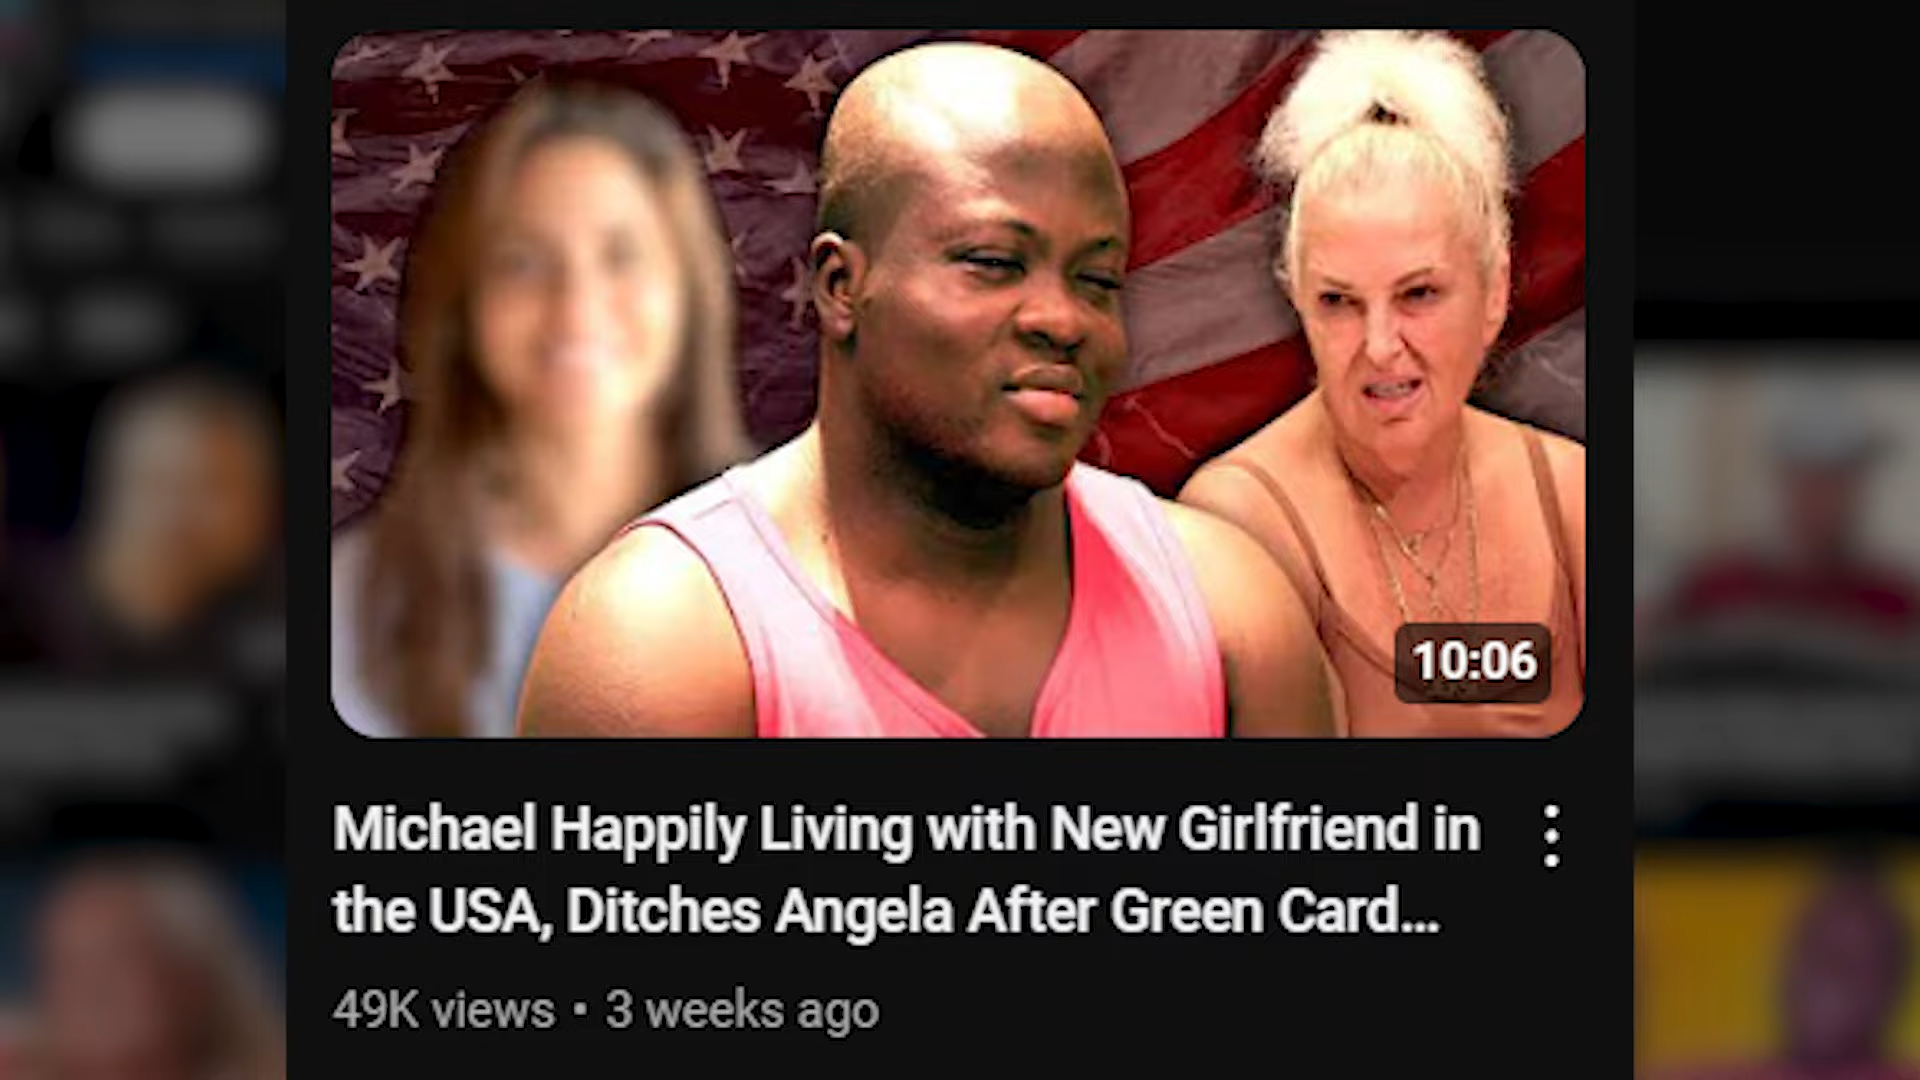 10:06
Michael Happily Living with New Girlfriend in
the USA, Ditches Angela After Green Card...
49K views • 3 weeks ago